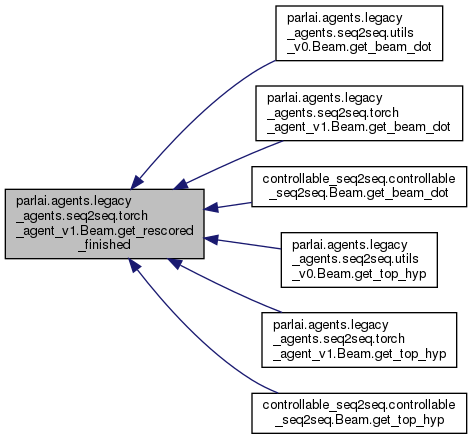 parlai.agents.legacy
_agents.seq2seq.utils
_v0.Beam.get_beam_dot
parlai.agents.legacy
_agents.seq2seq.torch
_agent_v1.Beam.get_beam_dot
controllable_seq2seq.controllable
_seq2seq.Beam.get_beam_dot
parlai.agents.legacy
_agents.seq2seq.torch
_agent_v1.Beam.get_rescored
_finished
parlai.agents.legacy
_agents.seq2seq.utils
_v0.Beam.get_top_hyp
parlai.agents.legacy
_agents.seq2seq.torch
_agent_v1.Beam.get_top_hyp
controllable_seq2seq.controllable
_seq2seq.Beam.get_top_hyp